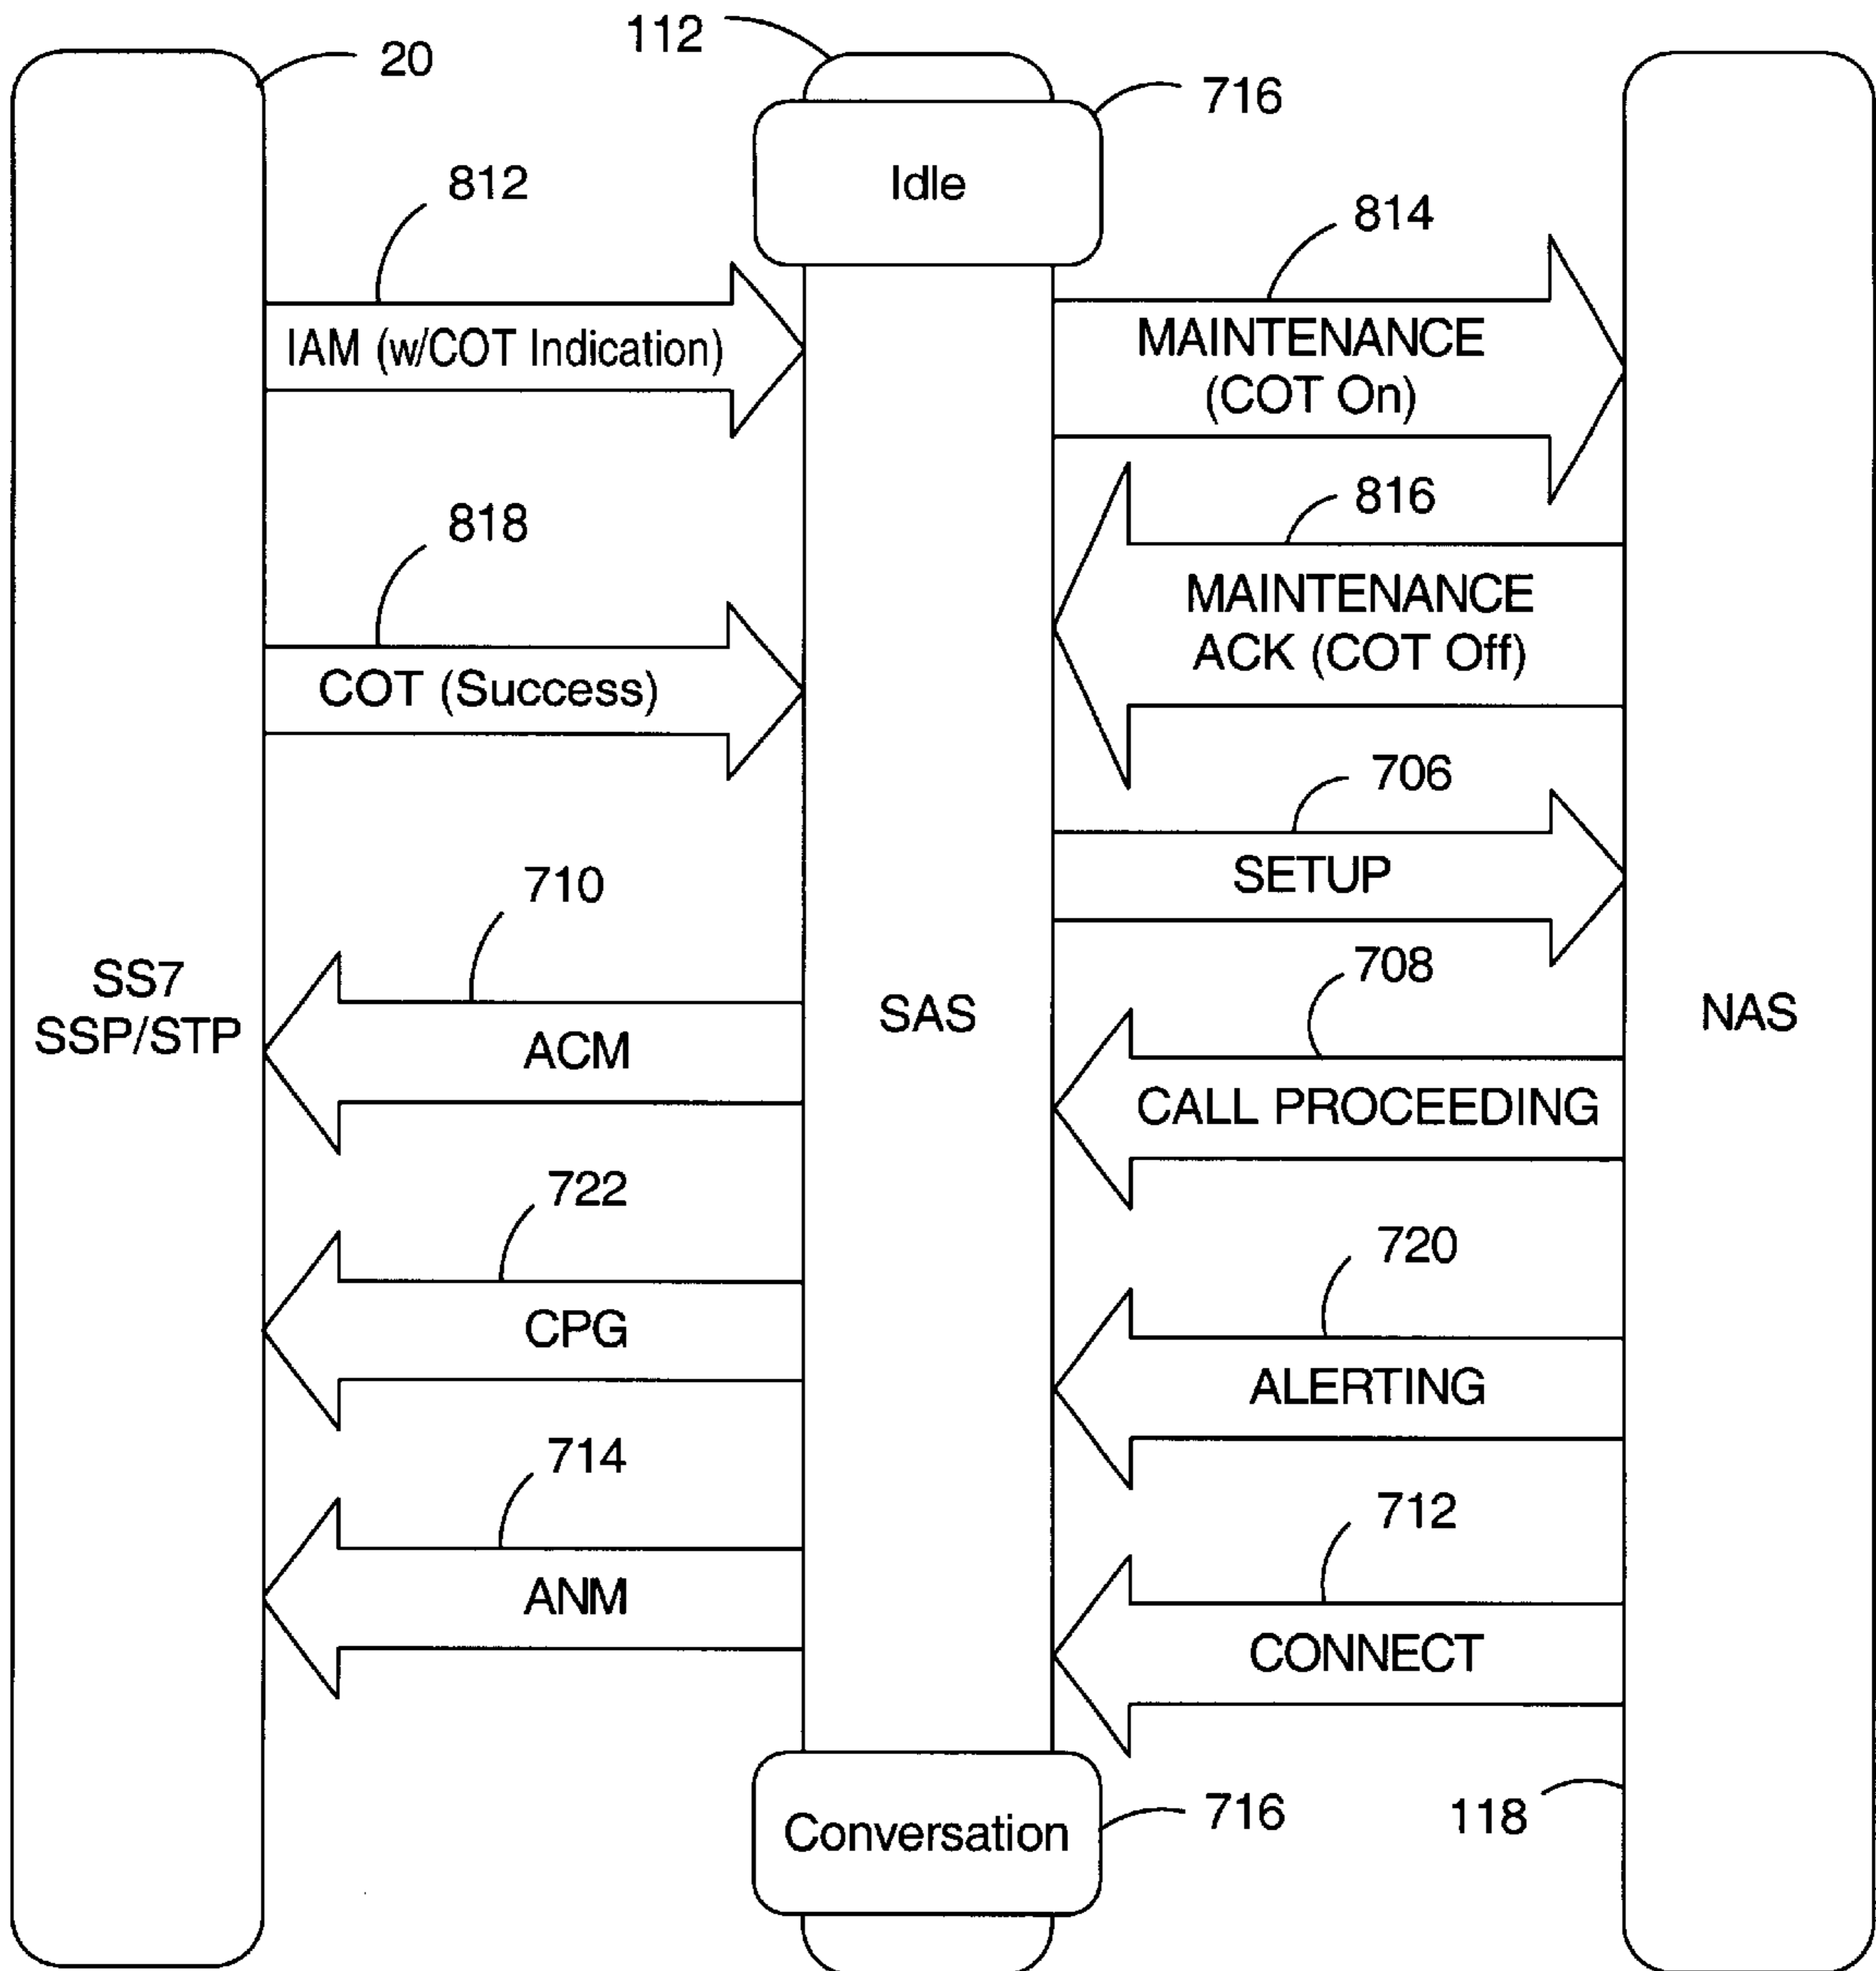 112
20
716
Idle
812
814
IAM (w/COT Indication)
MAINTENANCE
(COT On)
816
818
MAINTENANCE
ACK (COT Off)
COT (Success)
706
SETUP
710
708
SS7
SSP/STP
SAS
NAS
ACM
CALL PROCEEDING
722
720
CPG
ALERTING
714
712
ANM
CONNECT
716
118
Conversation